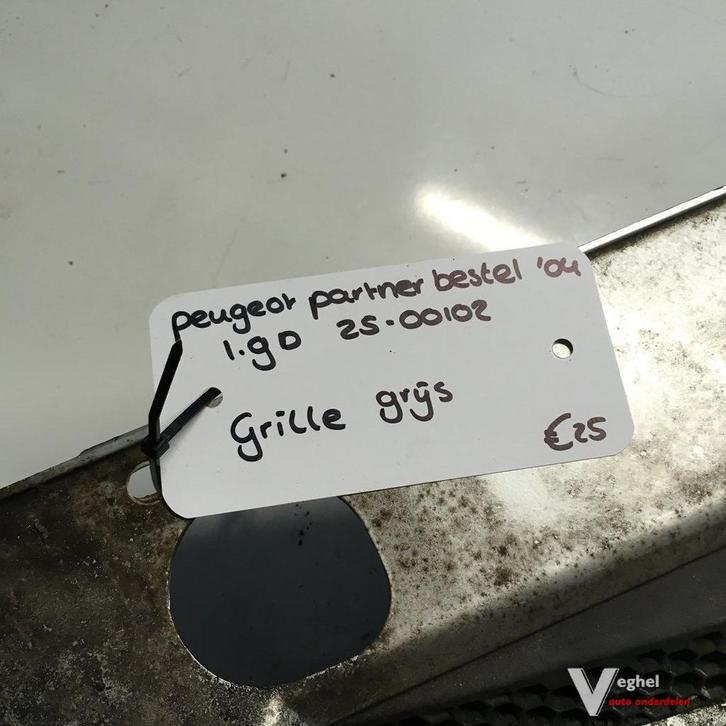 peugeot partner bestel '04
1.9D 25.00102
Grille grijs
€25
Veghel
auto onderdelen